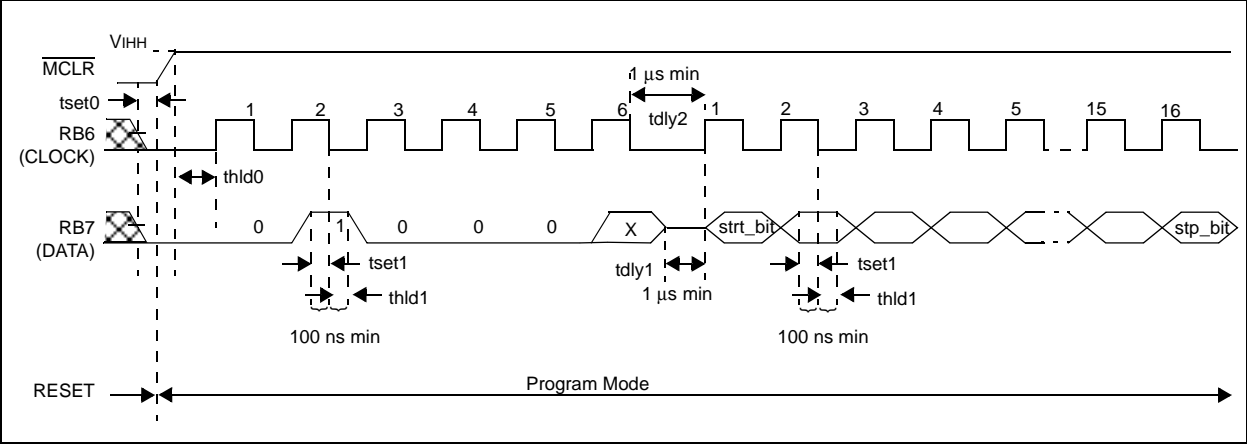 VIHH
MCLR
tset0
1 µs min
1 2 3 4 5 6 1 2 3 4 5 15 16
tdly2
RB6
(CLOCK)
thld0
RB7
(DATA)
0 1 0 0 0 X strt_bit stp_bit
tset1 tdly1 tset1
thld1 1 µs min thld1
100 ns min 100 ns min
RESET Program Mode